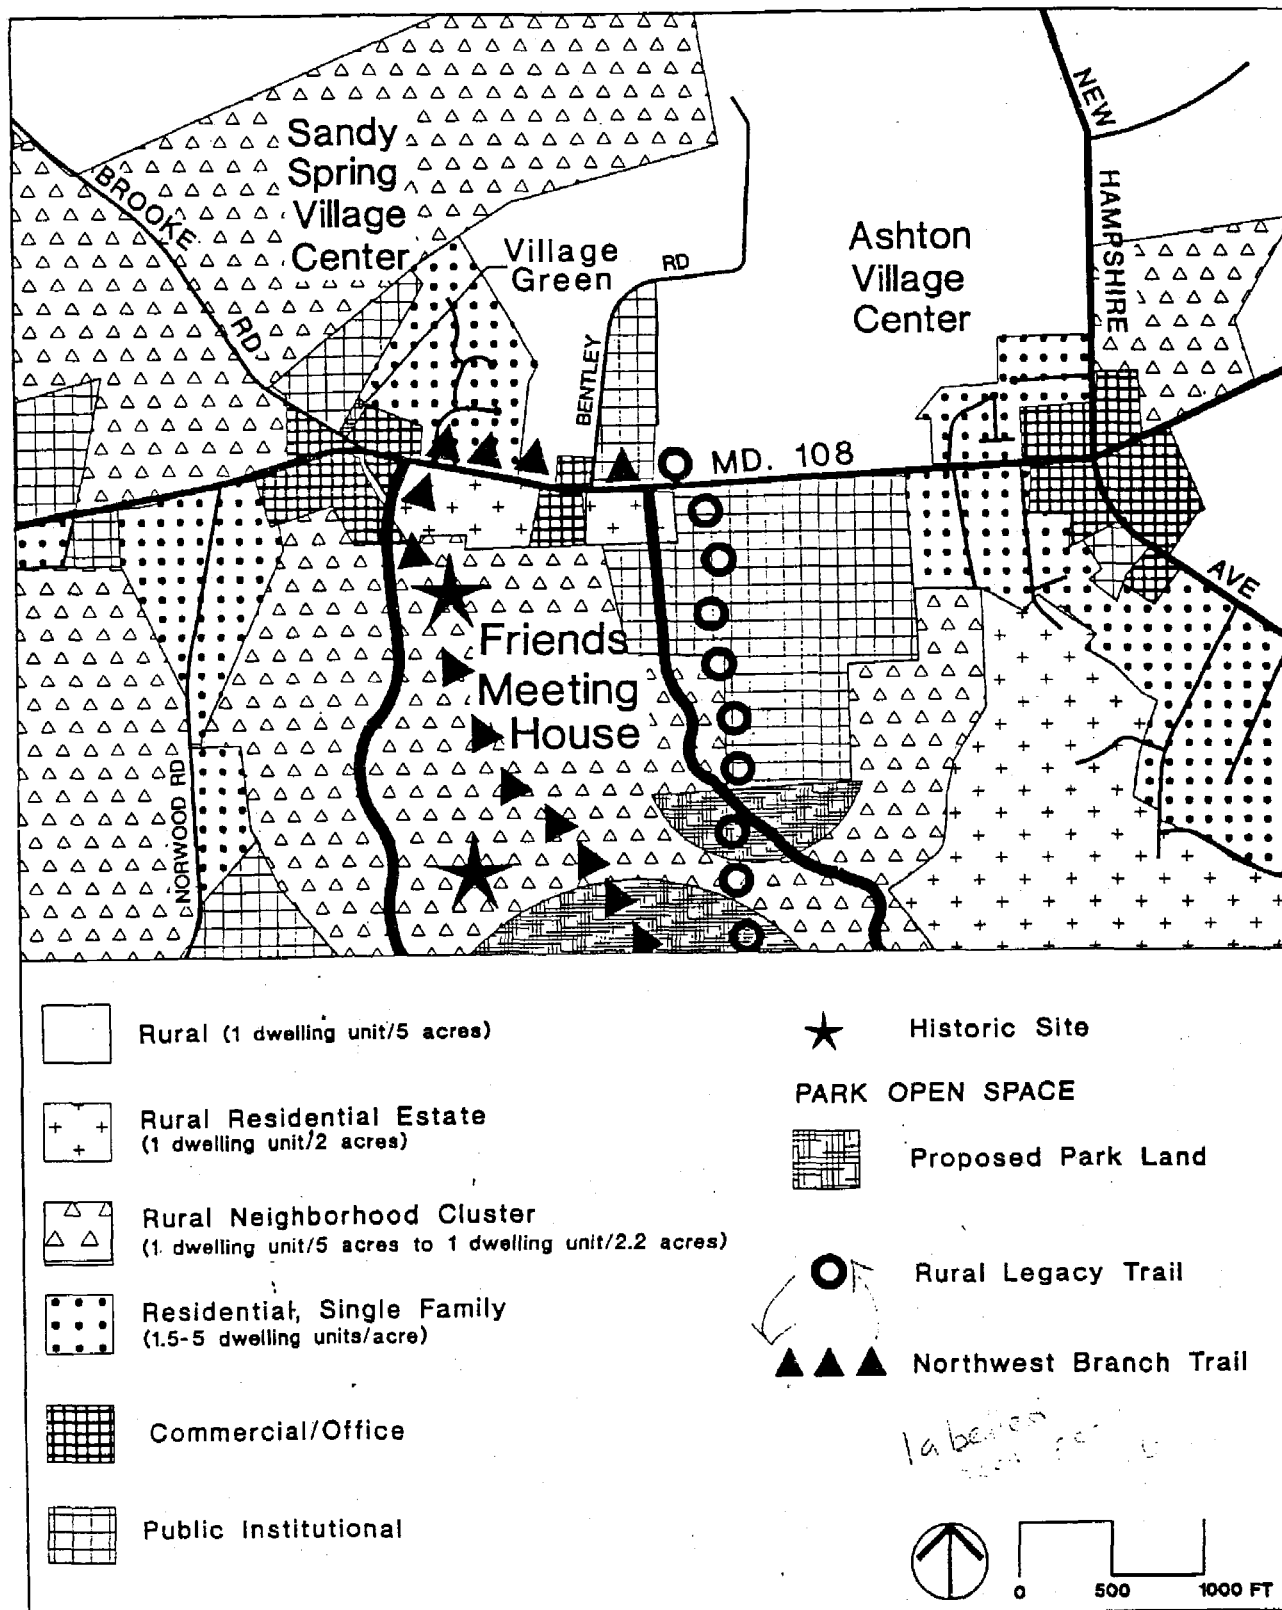 Sandy
Spring
Village
Center
BROOKE
RD
Village
Green
BENTLEY
RD
Ashton
Village
Center
NEW
HAMPSHIRE
AVE
MD. 108
Friends
Meeting
House
NORWOOD RD
Rural (1 dwelling unit/5 acres)
Rural Residential Estate
(1 dwelling unit/2 acres)
Rural Neighborhood Cluster
(1 dwelling unit/5 acres to 1 dwelling unit/2.2 acres)
Residential, Single Family
(1.5-5 dwelling units/acre)
Commercial/Office
Public Institutional
Historic Site
PARK OPEN SPACE
Proposed Park Land
Rural Legacy Trail
Northwest Branch Trail
labelled
0 500 1000 FT